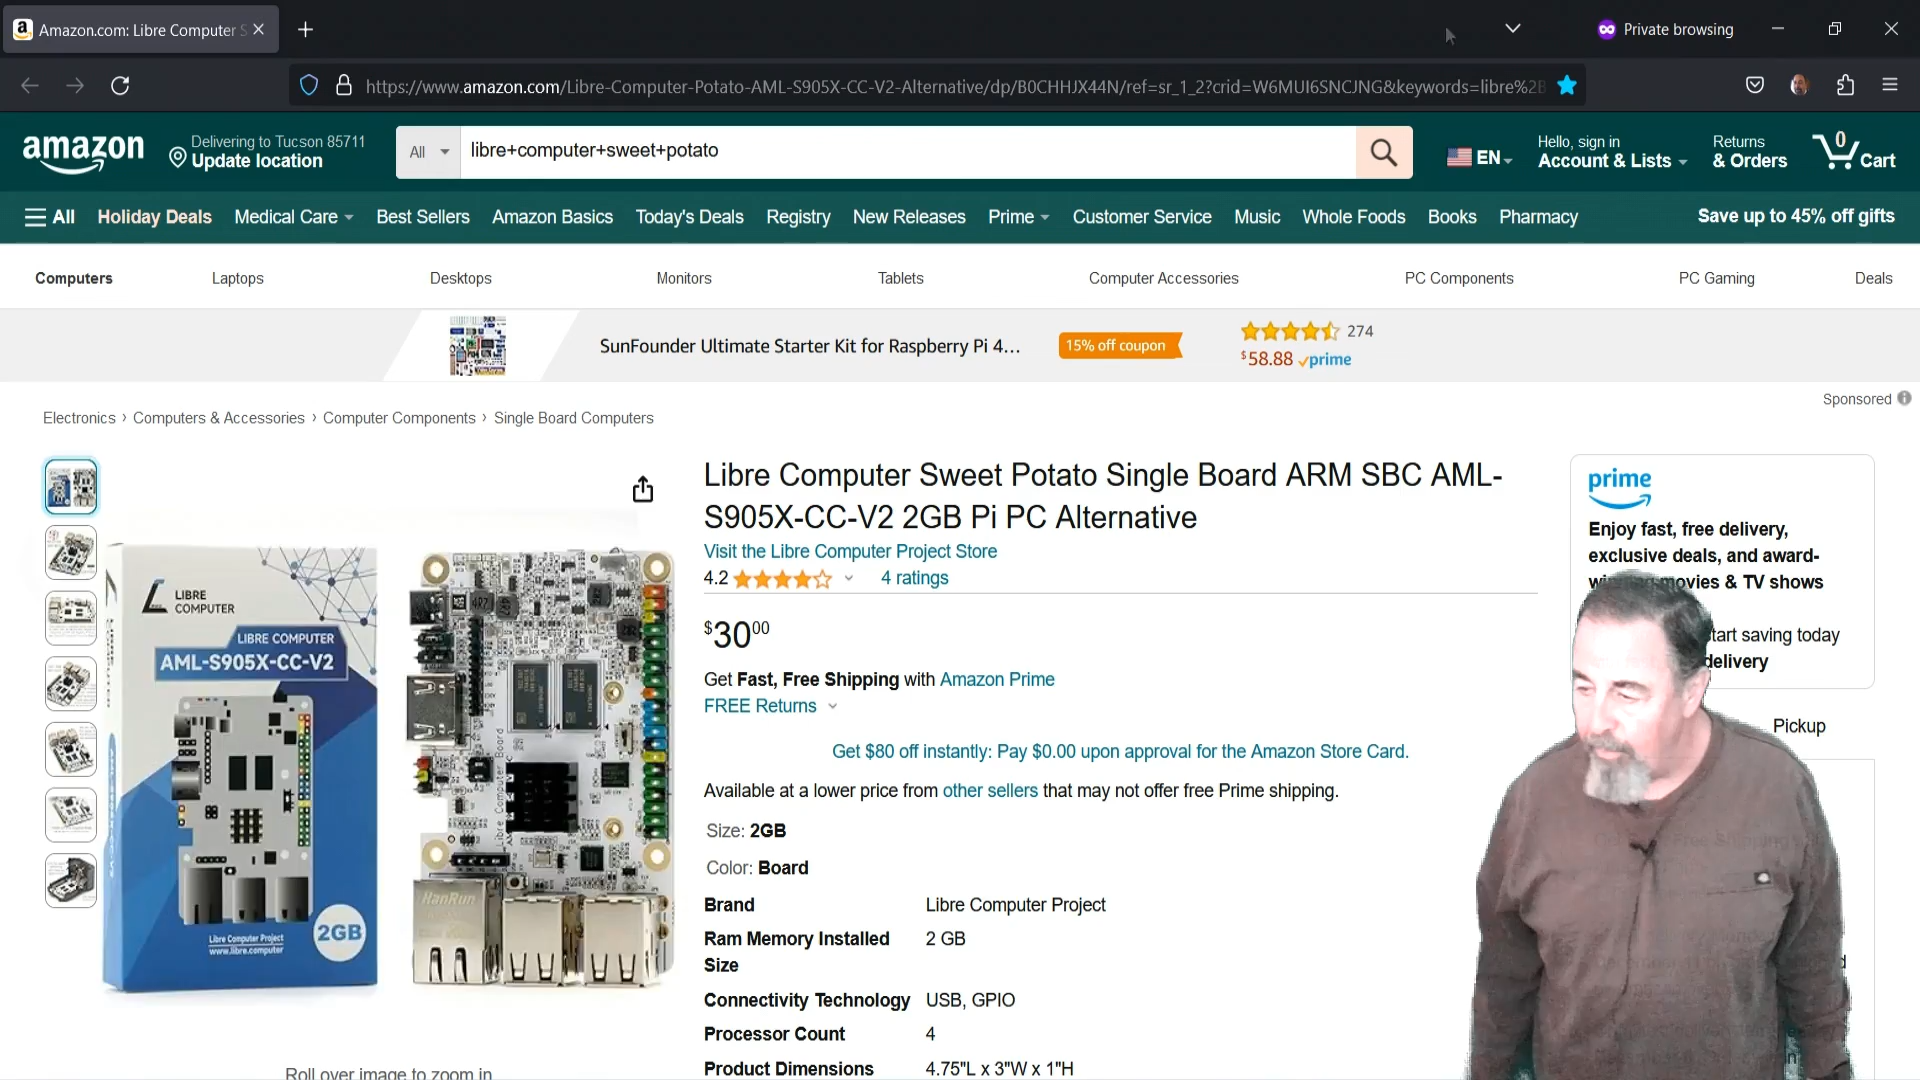 Amazon.com: Libre Computer S
Private browsing
https://www.amazon.com/Libre-Computer-Potato-AML-S905X-CC-V2-Alternative/dp/B0CHHJX44N/ref=sr_1_2?crid=W6MUI6SNCJNG&keywords=libre%2B
amazon
Delivering to Tucson 85711
Update location
All
libre+computer+sweet+potato
EN
Hello, sign in
Account & Lists
Returns
& Orders
0
Cart
All Holiday Deals Medical Care Best Sellers Amazon Basics Today's Deals Registry New Releases Prime Customer Service Music Whole Foods Books Pharmacy Save up to 45% off gifts
Computers Laptops Desktops Monitors Tablets Computer Accessories PC Components PC Gaming Deals
SunFounder Ultimate Starter Kit for Raspberry Pi 4…
15% off coupon
274
$58.88 prime
Sponsored
Electronics › Computers & Accessories › Computer Components › Single Board Computers
LIBRE
COMPUTER
LIBRE COMPUTER
AML-S905X-CC-V2
2GB
Libre Computer Project
www.libre.computer
HanRun
Roll over image to zoom in
Libre Computer Sweet Potato Single Board ARM SBC AML-
S905X-CC-V2 2GB Pi PC Alternative
Visit the Libre Computer Project Store
4.2 4 ratings
$3000
Get Fast, Free Shipping with Amazon Prime
FREE Returns
Get $80 off instantly: Pay $0.00 upon approval for the Amazon Store Card.
Available at a lower price from other sellers that may not offer free Prime shipping.
Size: 2GB
Color: Board
Brand Libre Computer Project
Ram Memory Installed 2 GB
Size
Connectivity Technology USB, GPIO
Processor Count 4
Product Dimensions 4.75"L x 3"W x 1"H
prime
Enjoy fast, free delivery,
exclusive deals, and award-
movies & TV shows
start saving today
delivery
Pickup